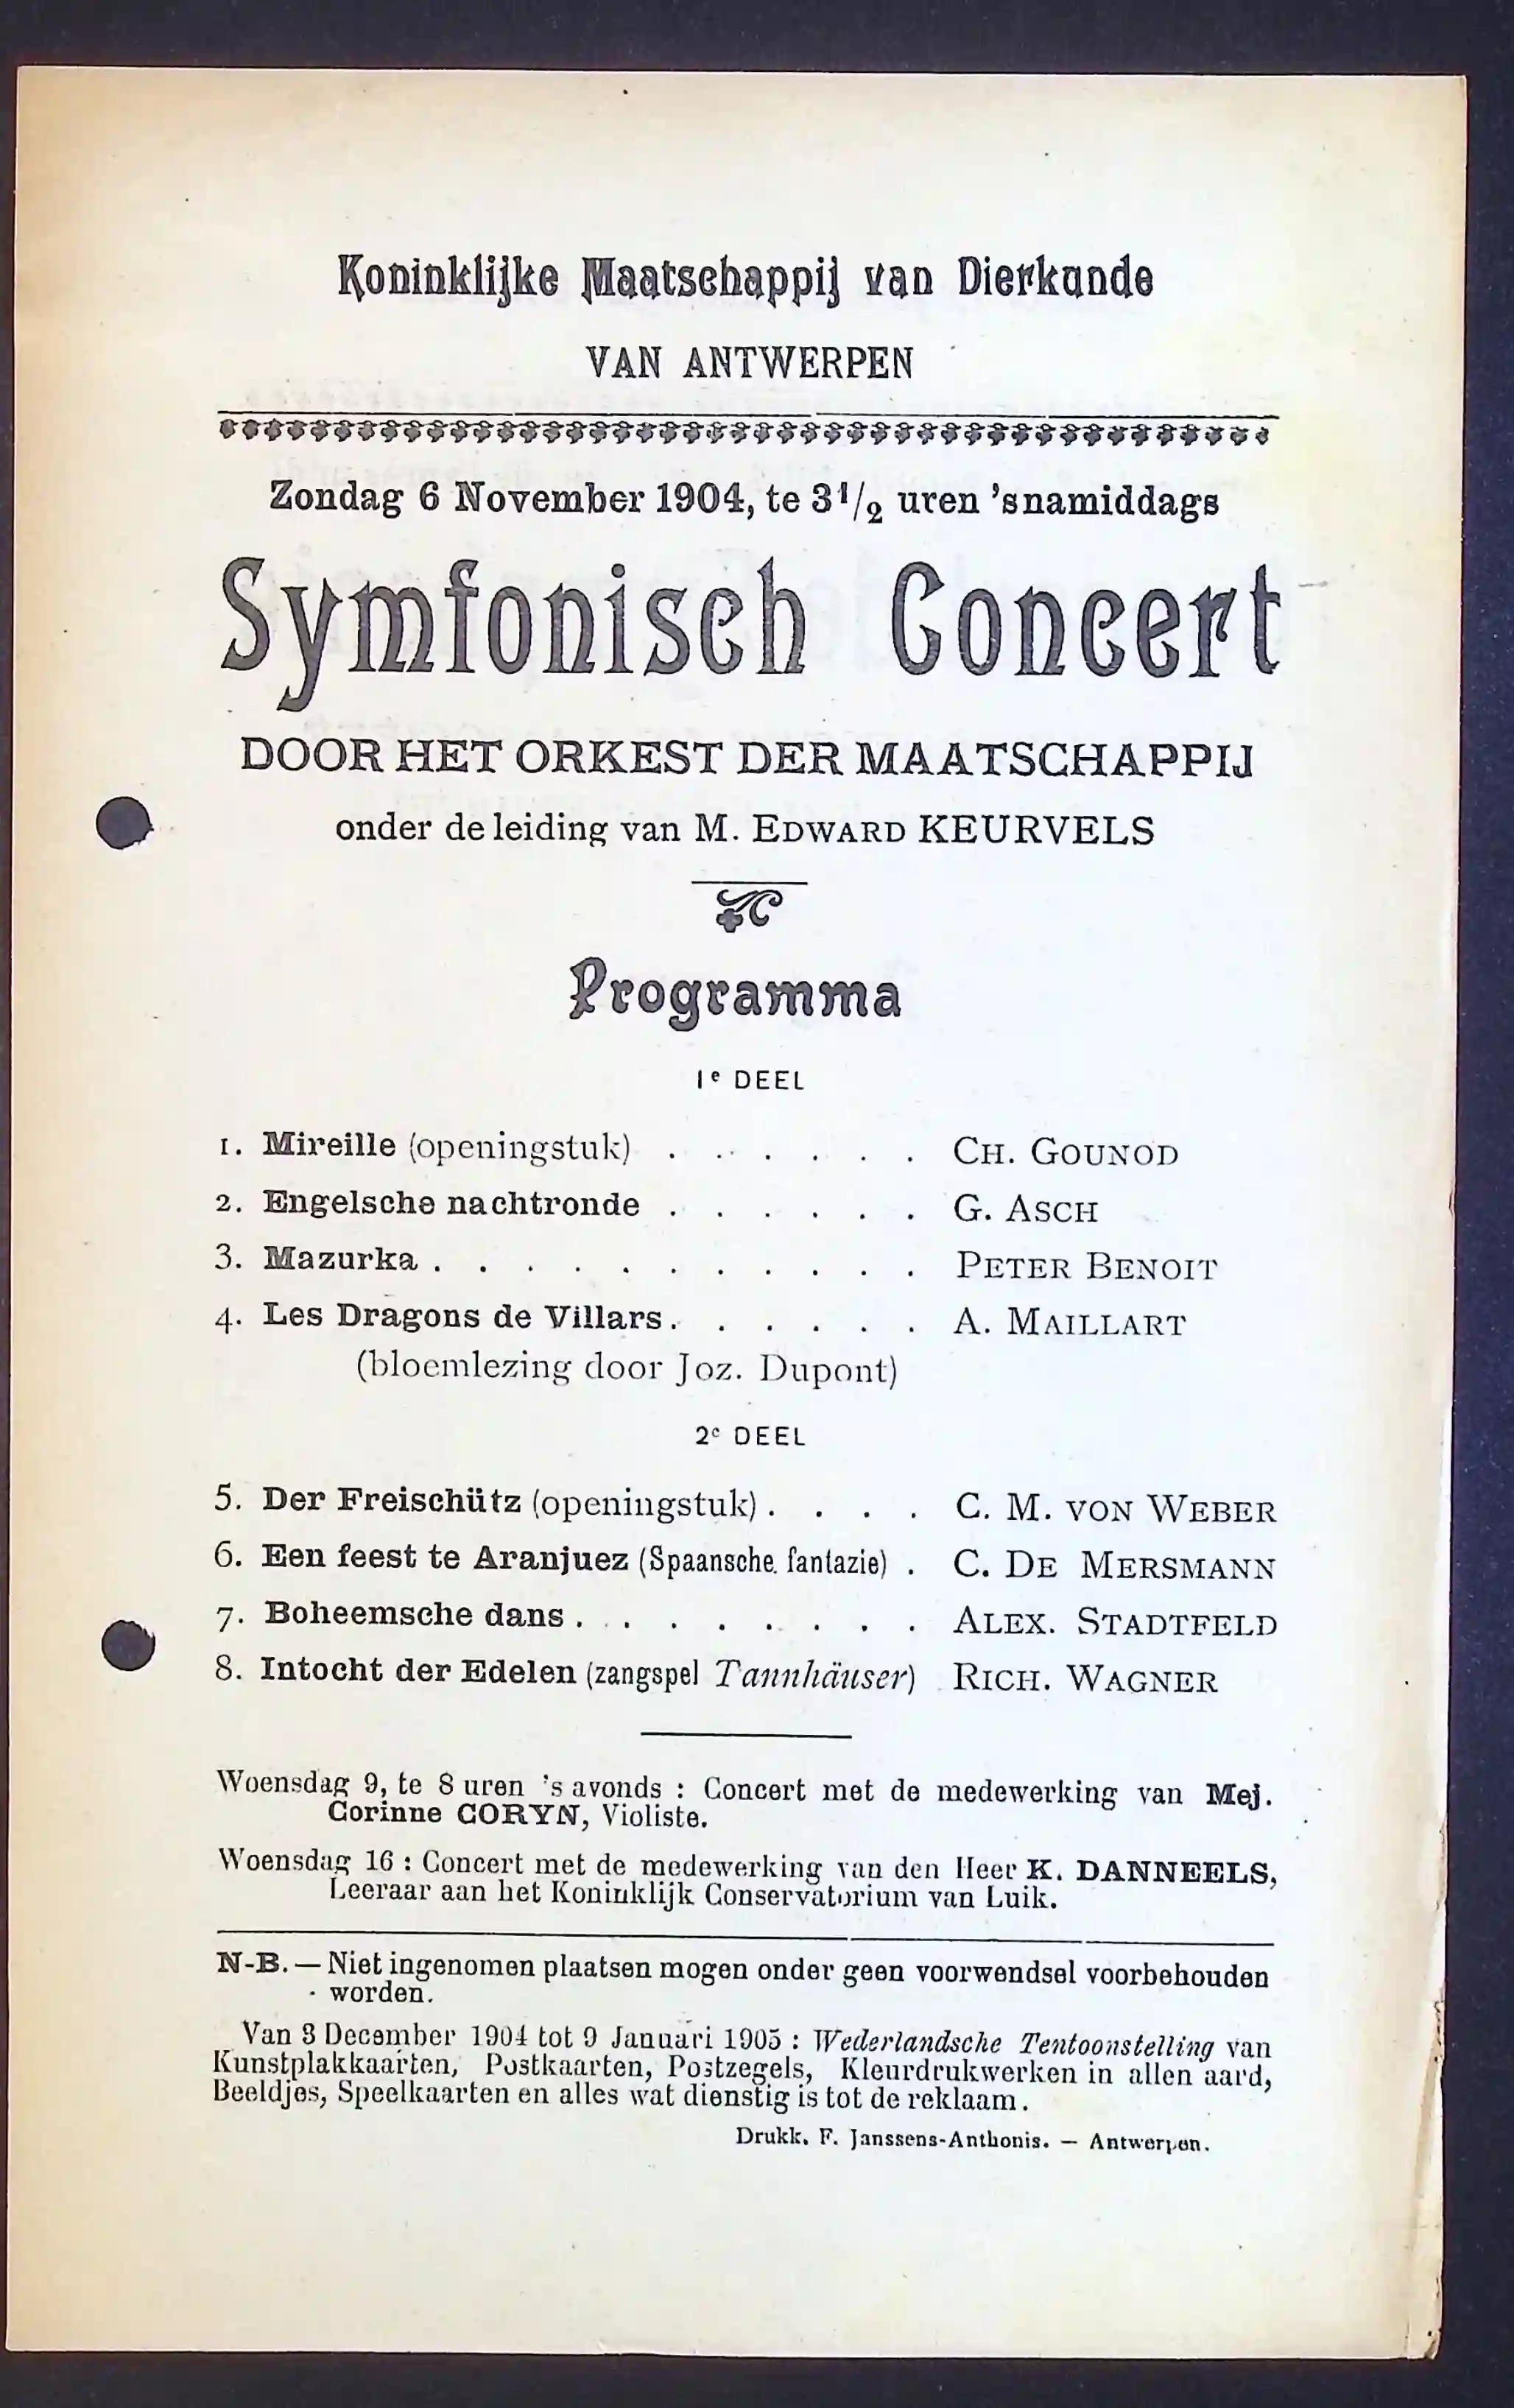 Koninklijke Maatschappij van Dierkunde
VAN ANTWERPEN
Zondag 6 November 1904, te 3 1/2 uren 'snamiddags
Symfonisch Concert
DOOR HET ORKEST DER MAATSCHAPPIJ
onder de leiding van M. EDWARD KEURVELS
Programma
1e DEEL
1. Mireille (openingstuk) . . . . . . CH. GOUNOD
2. Engelsche nachtronde . . . . . . G. ASCH
3. Mazurka . . . . . . . . . . . PETER BENOIT
4. Les Dragons de Villars . . . . . . A. MAILLART
(bloemlezing door Joz. Dupont)
2e DEEL
5. Der Freischütz (openingstuk) . . . . C. M. VON WEBER
6. Een feest te Aranjuez (Spaansche fantazie) . C. DE MERSMANN
7. Boheemsche dans . . . . . . . . ALEX. STADTFELD
8. Intocht der Edelen (zangspel Tannhäuser) RICH. WAGNER
Woensdag 9, te 8 uren 's avonds : Concert met de medewerking van Mej.
Corinne CORYN, Violiste.
Woensdag 16 : Concert met de medewerking van den Heer K. DANNEELS,
Leeraar aan het Koninklijk Conservatorium van Luik.
N-B. — Niet ingenomen plaatsen mogen onder geen voorwendsel voorbehouden
worden.
Van 3 December 1904 tot 9 Januari 1905 : Wederlandsche Tentoonstelling van
Kunstplakkaarten, Postkaarten, Postzegels, Kleurdrukwerken in allen aard,
Beeldjes, Speelkaarten en alles wat dienstig is tot de reklaam.
Drukk. F. Janssens-Anthonis. — Antwerpen.